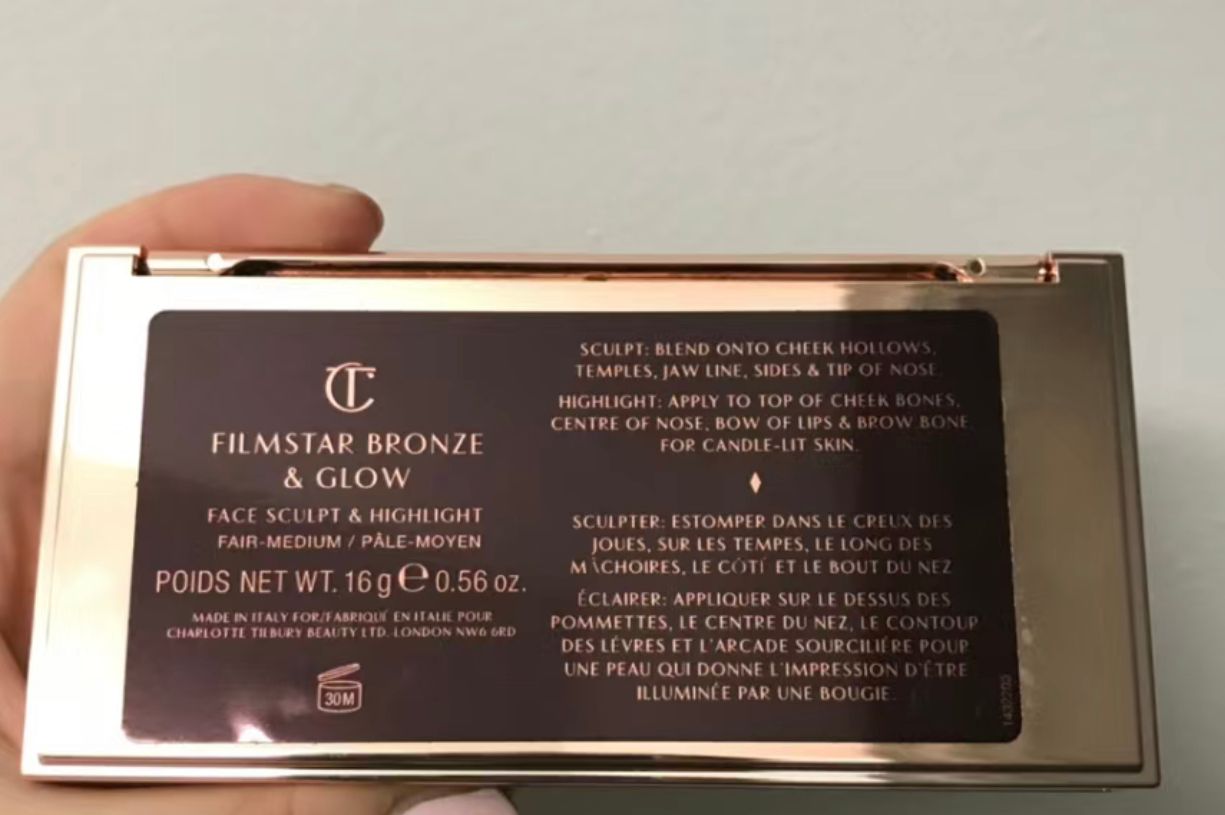 CT
FILMSTAR BRONZE
& GLOW
FACE SCULPT & HIGHLIGHT
FAIR-MEDIUM / PÂLE-MOYEN
POIDS NET WT. 16 g ℮ 0.56 oz.
MADE IN ITALY FOR/FABRIQUÉ EN ITALIE POUR
CHARLOTTE TILBURY BEAUTY LTD. LONDON NW6 6RD
30M
SCULPT: BLEND ONTO CHEEK HOLLOWS,
TEMPLES, JAW LINE, SIDES & TIP OF NOSE.
HIGHLIGHT: APPLY TO TOP OF CHEEK BONES,
CENTRE OF NOSE, BOW OF LIPS & BROW BONE
FOR CANDLE-LIT SKIN.
SCULPTER: ESTOMPER DANS LE CREUX DES
JOUES, SUR LES TEMPES, LE LONG DES
MÂCHOIRES, LE CÔTÉ ET LE BOUT DU NEZ
ÉCLAIRER: APPLIQUER SUR LE DESSUS DES
POMMETTES, LE CENTRE DU NEZ, LE CONTOUR
DES LÉVRES ET L'ARCADE SOURCILIÉRE POUR
UNE PEAU QUI DONNE L'IMPRESSION D'ÊTRE
ILLUMINÉE PAR UNE BOUGIE.